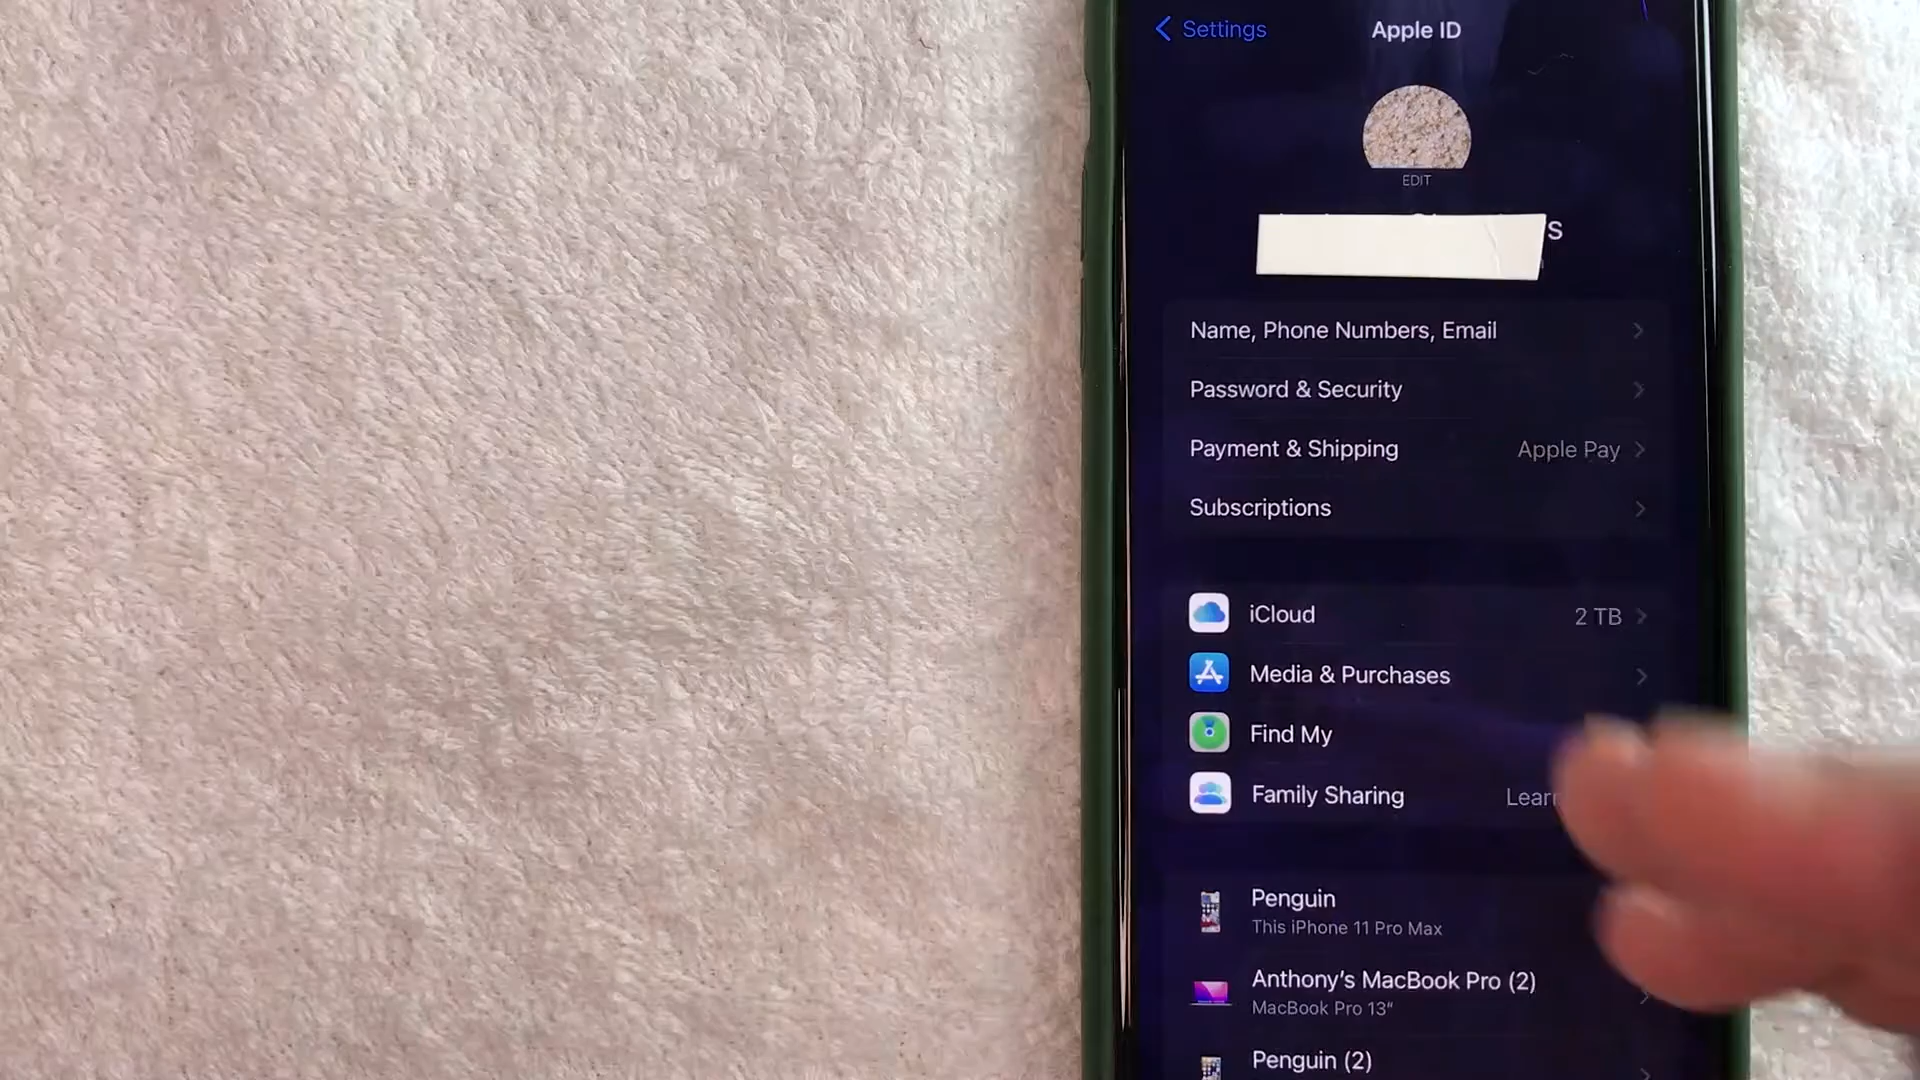 Settings
Apple ID
EDIT
S
Name, Phone Numbers, Email
Password & Security
Payment & Shipping Apple Pay
Subscriptions
iCloud 2 TB
Media & Purchases
Find My
Family Sharing Lear
Penguin
This iPhone 11 Pro Max
Anthony's MacBook Pro (2)
MacBook Pro 13"
Penguin (2)